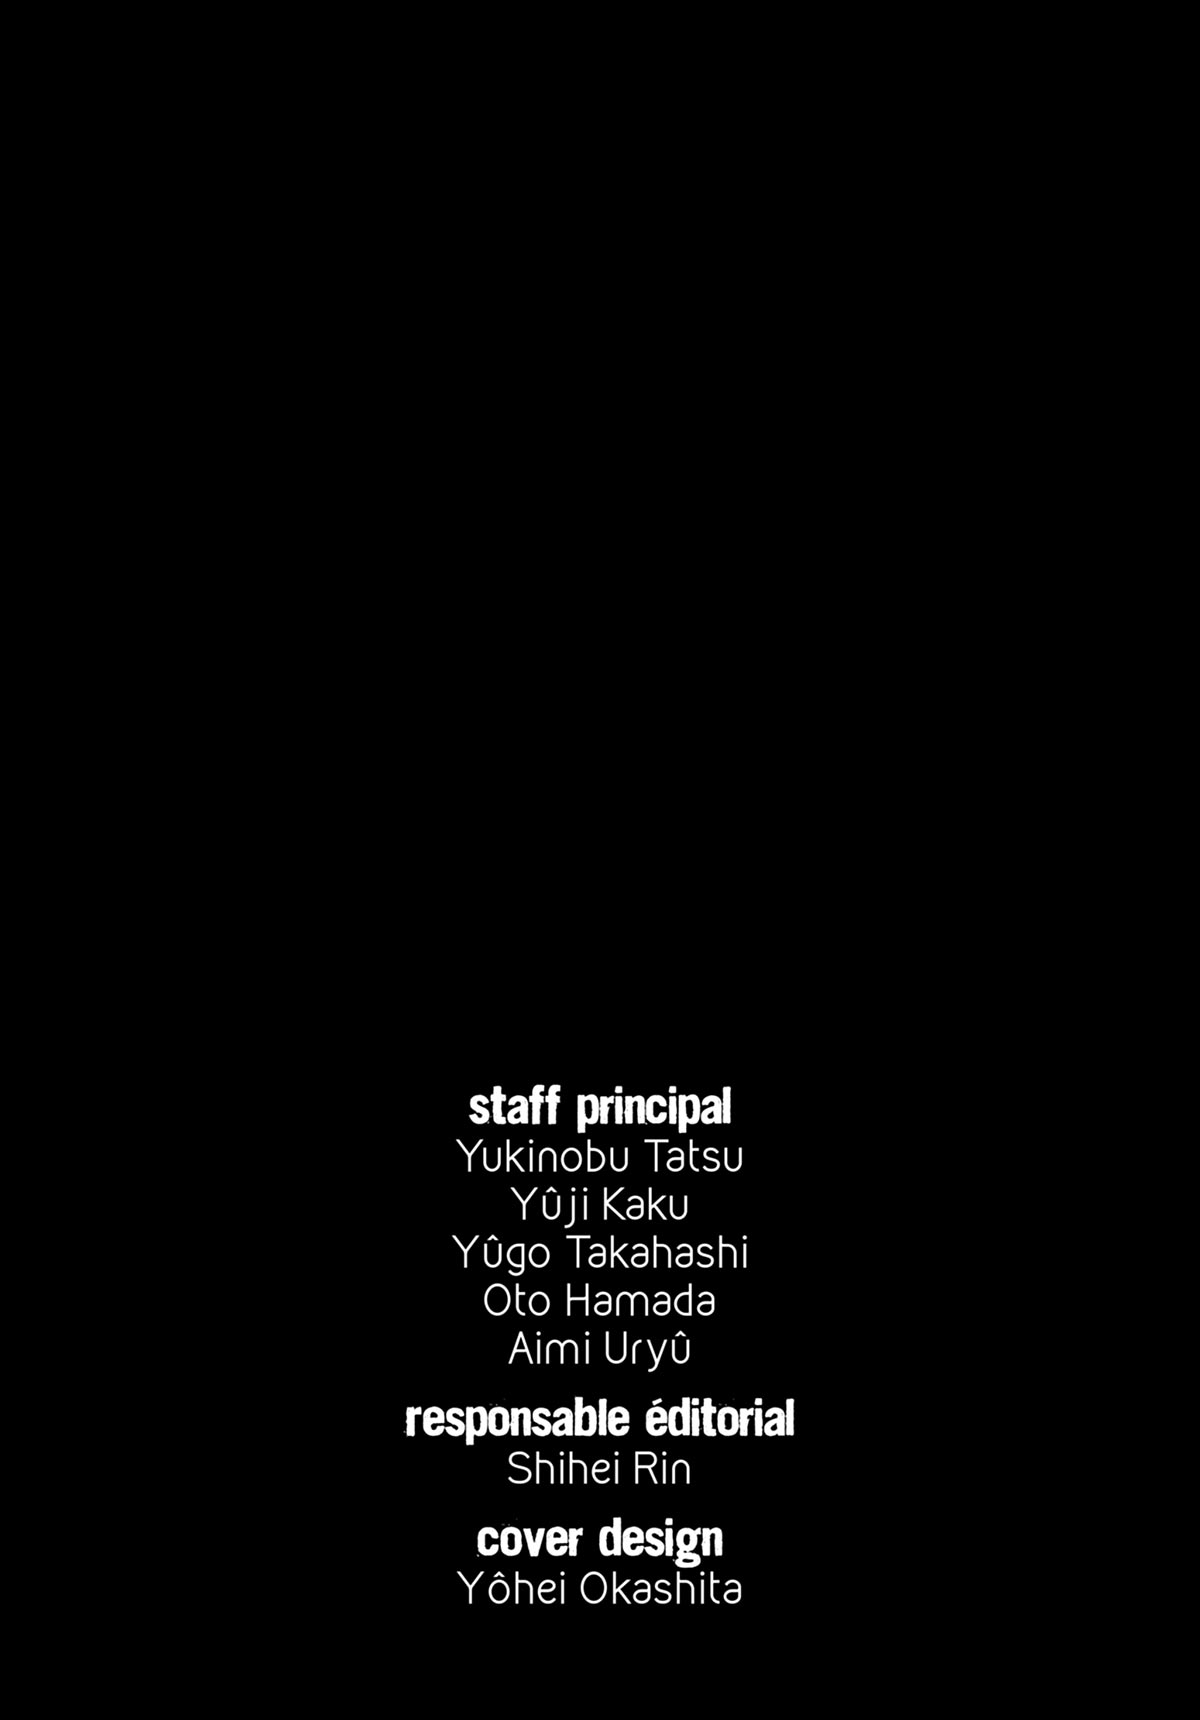 staff principal
Yukinobu Tatsu
Yûji Kaku
Yûgo Takahashi
Oto Hamada
Aimi Uryû
responsable éditorial
Shihei Rin
cover design
Yôhei Okashita